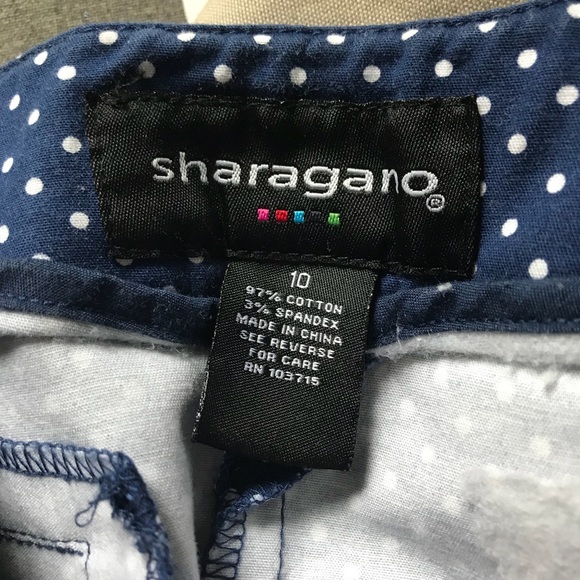 sharagano®
10
97% COTTON
3% SPANDEX
MADE IN CHINA
SEE REVERSE
FOR CARE
RN 103715